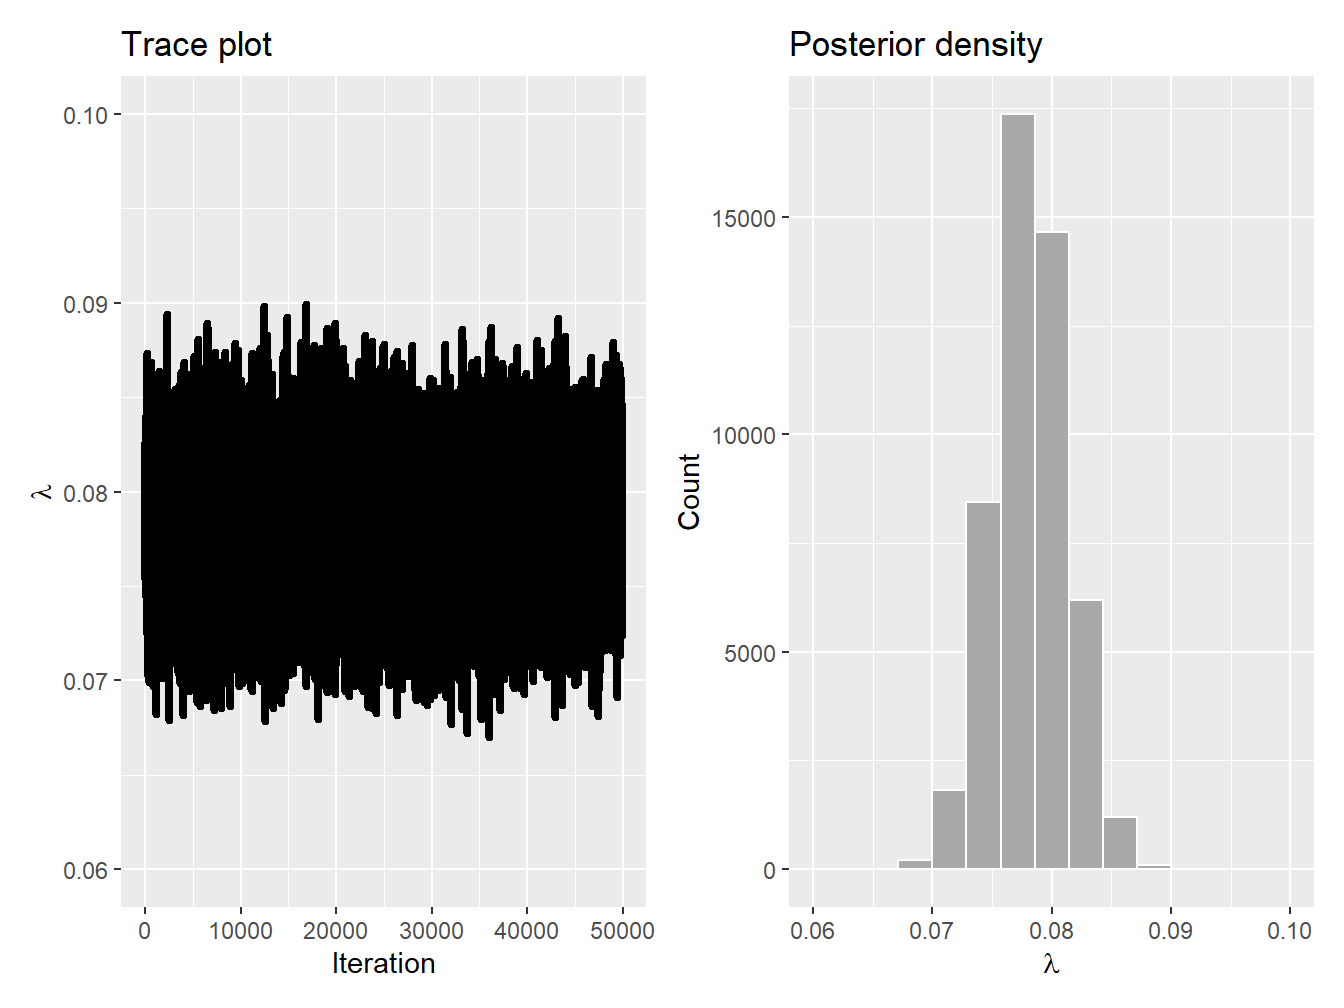 Trace plot
0.10
0.09
0.08
0.07
0.06
λ
0 10000 20000 30000 40000 50000
Iteration
Posterior density
15000
10000
5000
0
Count
0.06 0.07 0.08 0.09 0.10
λ